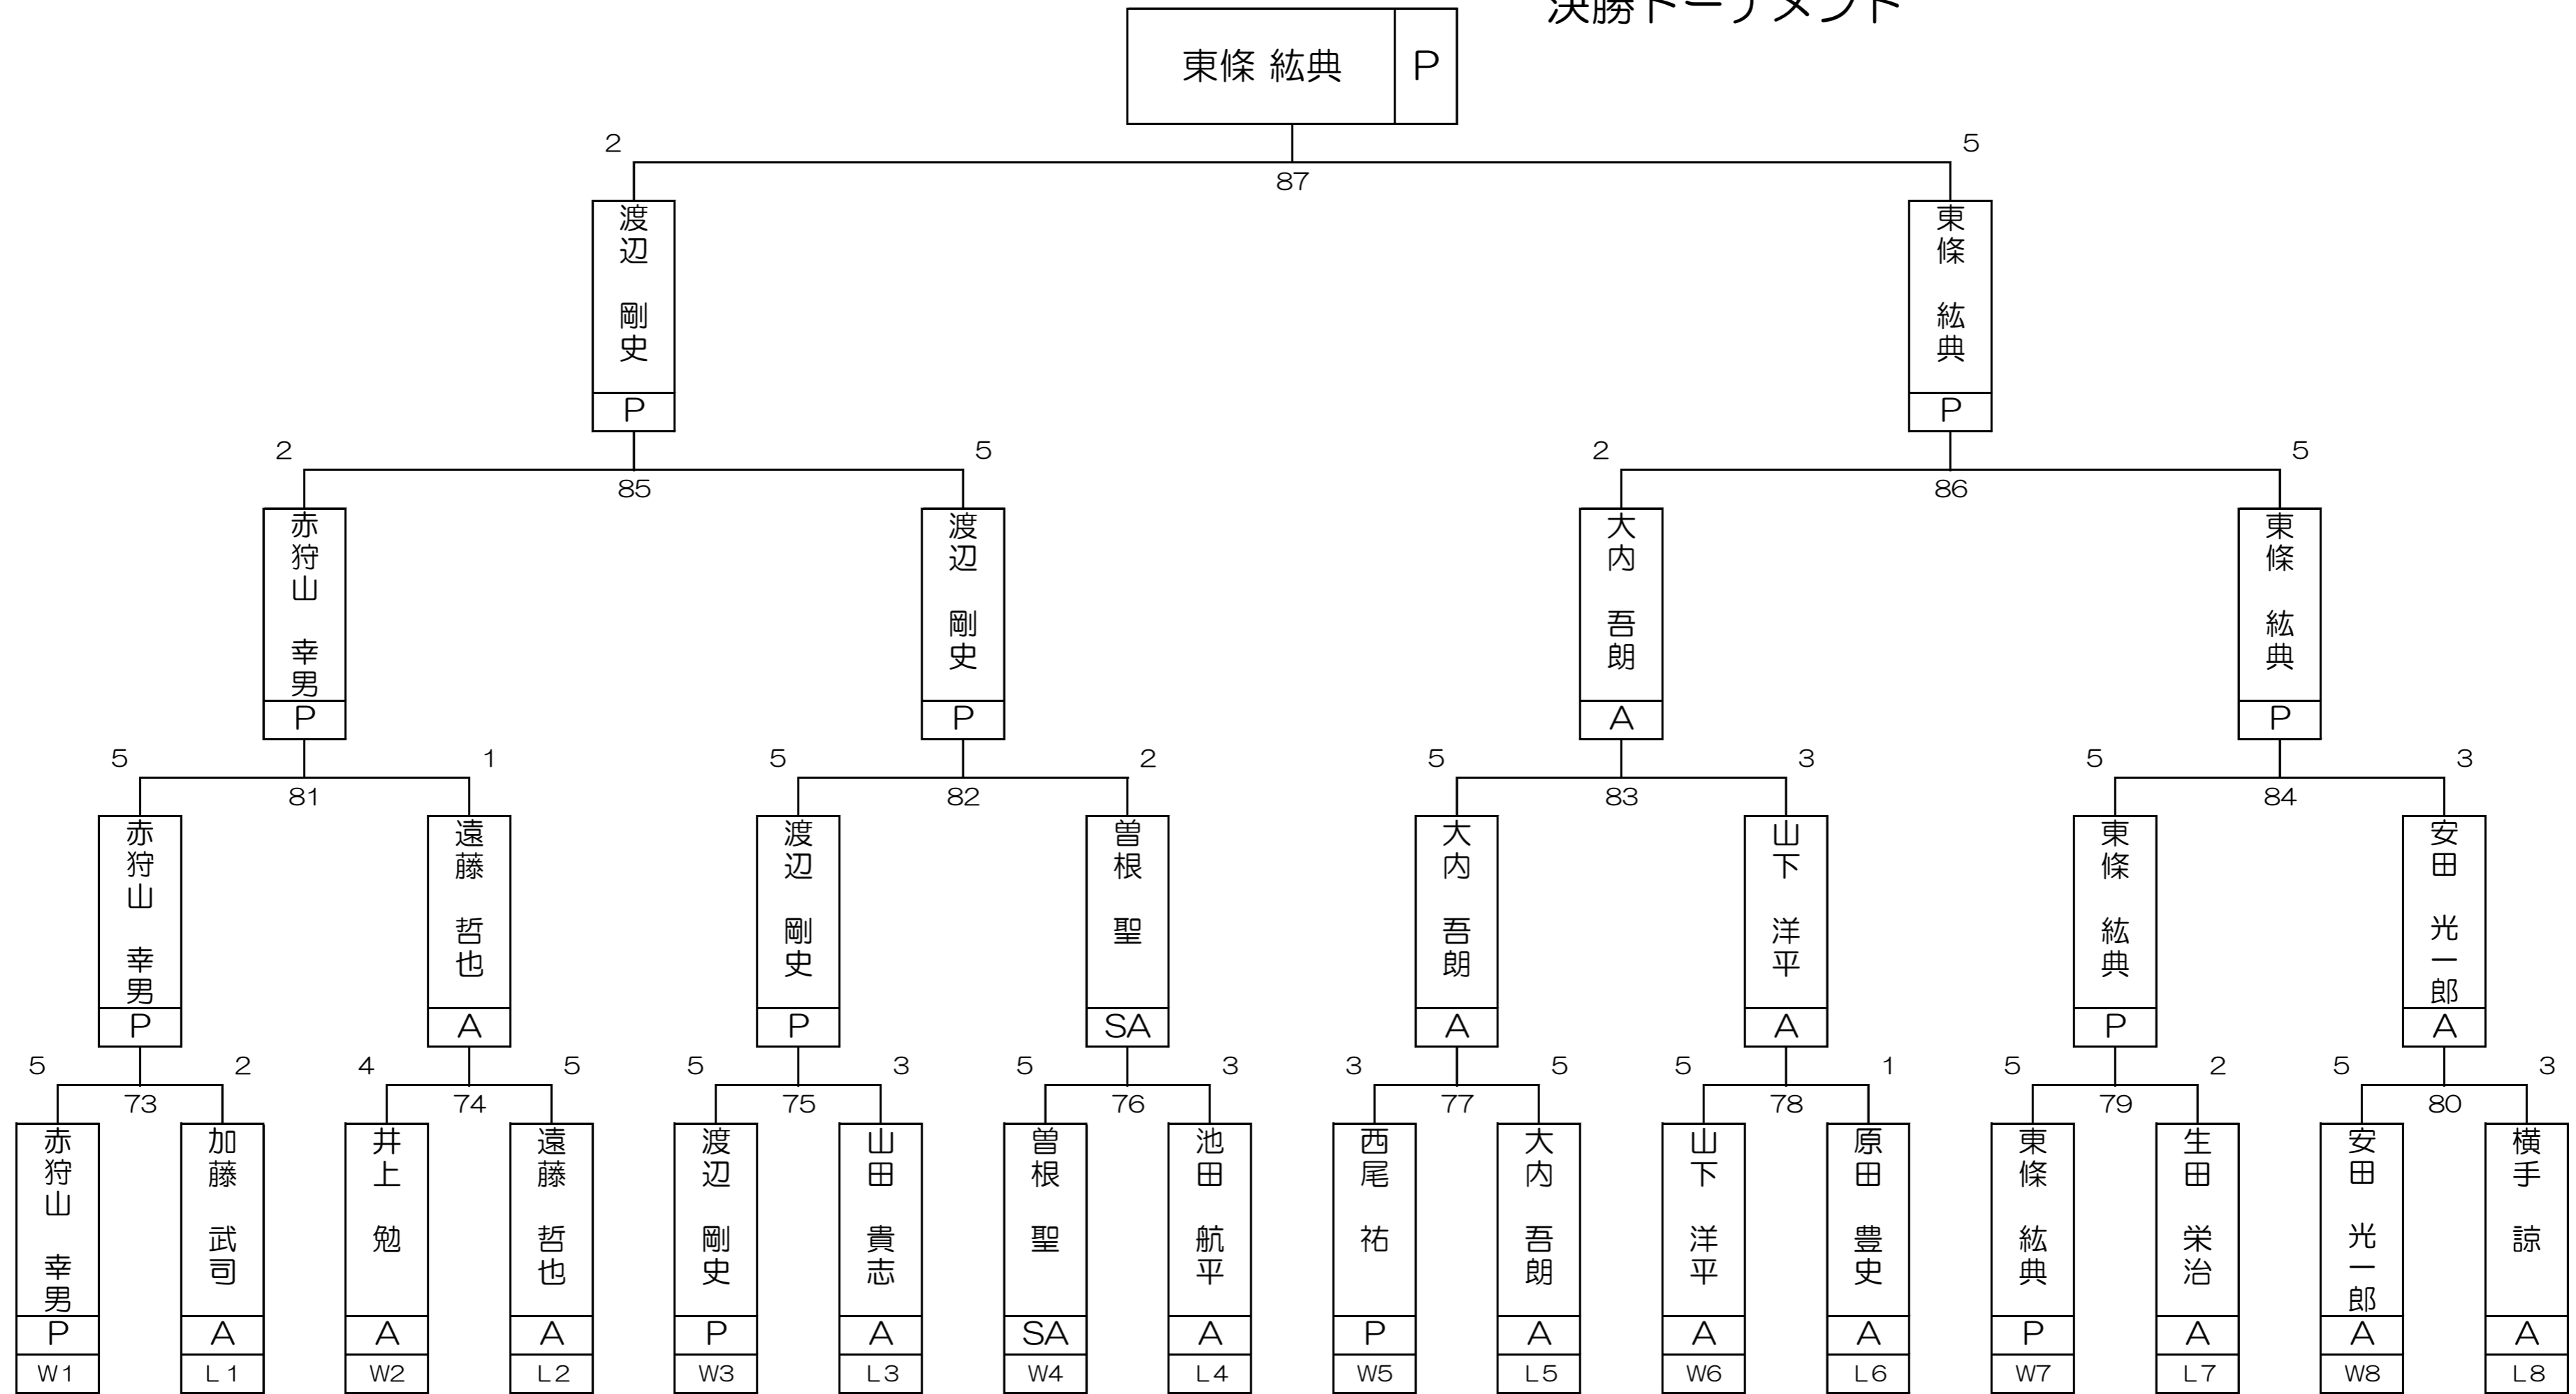 決勝トーナメント
東條 紘典 P
2 5
87
渡辺 剛史 P
東條 紘典 P
2 5 2 5
85 86
赤狩山 幸男 P
渡辺 剛史 P
大内 吾朗 A
東條 紘典 P
5 1 5 2 5 3 5 3
81 82 83 84
赤狩山 幸男 P
遠藤 哲也 A
渡辺 剛史 P
曽根 聖 SA
大内 吾朗 A
山下 洋平 A
東條 紘典 P
安田 光一郎 A
5 2 4 5 5 3 5 3 3 5 5 1 5 2 5 3
73 74 75 76 77 78 79 80
赤狩山 幸男 P W1
加藤 武司 A L1
井上 勉 A W2
遠藤 哲也 A L2
渡辺 剛史 P W3
山田 貴志 A L3
曽根 聖 SA W4
池田 航平 A L4
西尾 祐 P W5
大内 吾朗 A L5
山下 洋平 A W6
原田 豊史 A L6
東條 紘典 P W7
生田 栄治 A L7
安田 光一郎 A W8
横手 諒 A L8